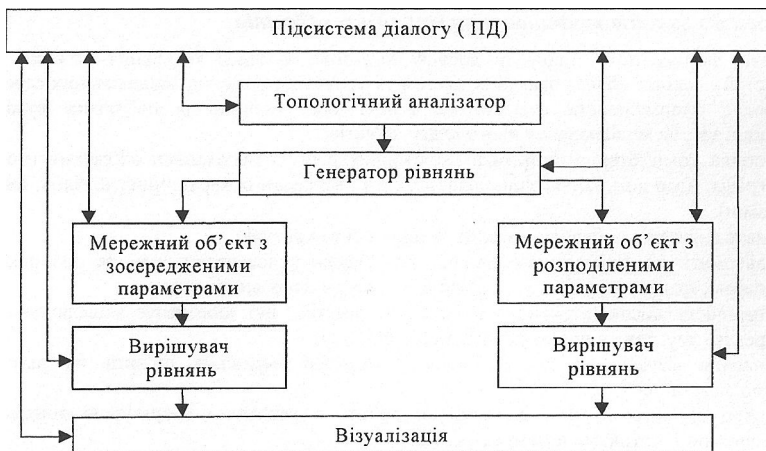 Підсистема діалогу ( ПД)
Топологічний аналізатор
Генератор рівнянь
Мережний об’єкт з
зосередженими
параметрами
Мережний об’єкт з
розподіленими
параметрами
Вирішувач
рівнянь
Вирішувач
рівнянь
Візуалізація